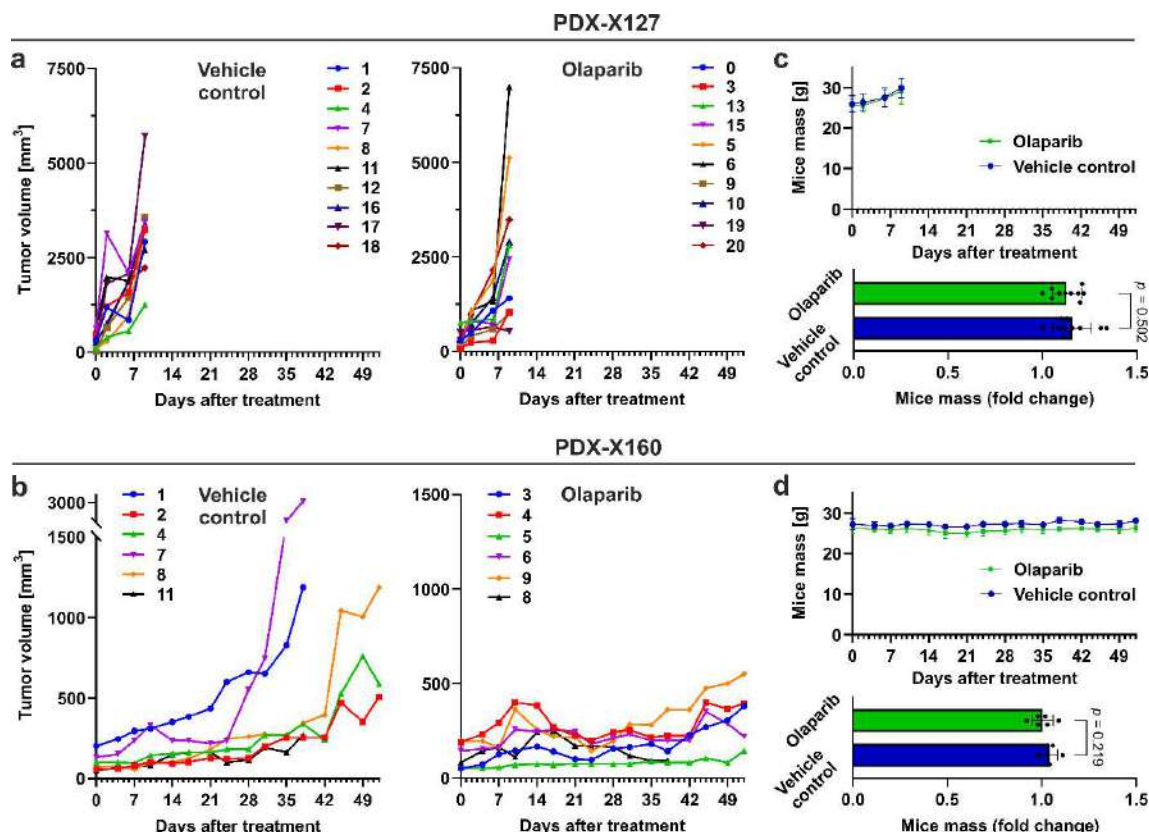 PDX-X127
a
Vehicle
control
Tumor volume [mm³]
7500
5000
2500
0
0 7 14 21 28 35 42 49
Days after treatment
1
2
4
7
8
11
12
16
17
18
Olaparib
7500
5000
2500
0
0 7 14 21 28 35 42 49
Days after treatment
0
3
13
15
5
6
9
10
19
20
c
Mice mass [g]
30
20
10
0
Olaparib
Vehicle control
0 7 14 21 28 35 42 49
Days after treatment
Olaparib
Vehicle
control
p = 0.502
0.0 0.5 1.0 1.5
Mice mass (fold change)
PDX-X160
b
Vehicle
control
Tumor volume [mm³]
3000
1500
1000
500
0
1
2
4
7
8
11
0 7 14 21 28 35 42 49
Days after treatment
Olaparib
1500
1000
500
0
3
4
5
6
9
8
0 7 14 21 28 35 42 49
Days after treatment
d
Mice mass [g]
30
20
10
0
Olaparib
Vehicle control
0 7 14 21 28 35 42 49
Days after treatment
Olaparib
Vehicle
control
p = 0.219
0.0 0.5 1.0 1.5
Mice mass (fold change)